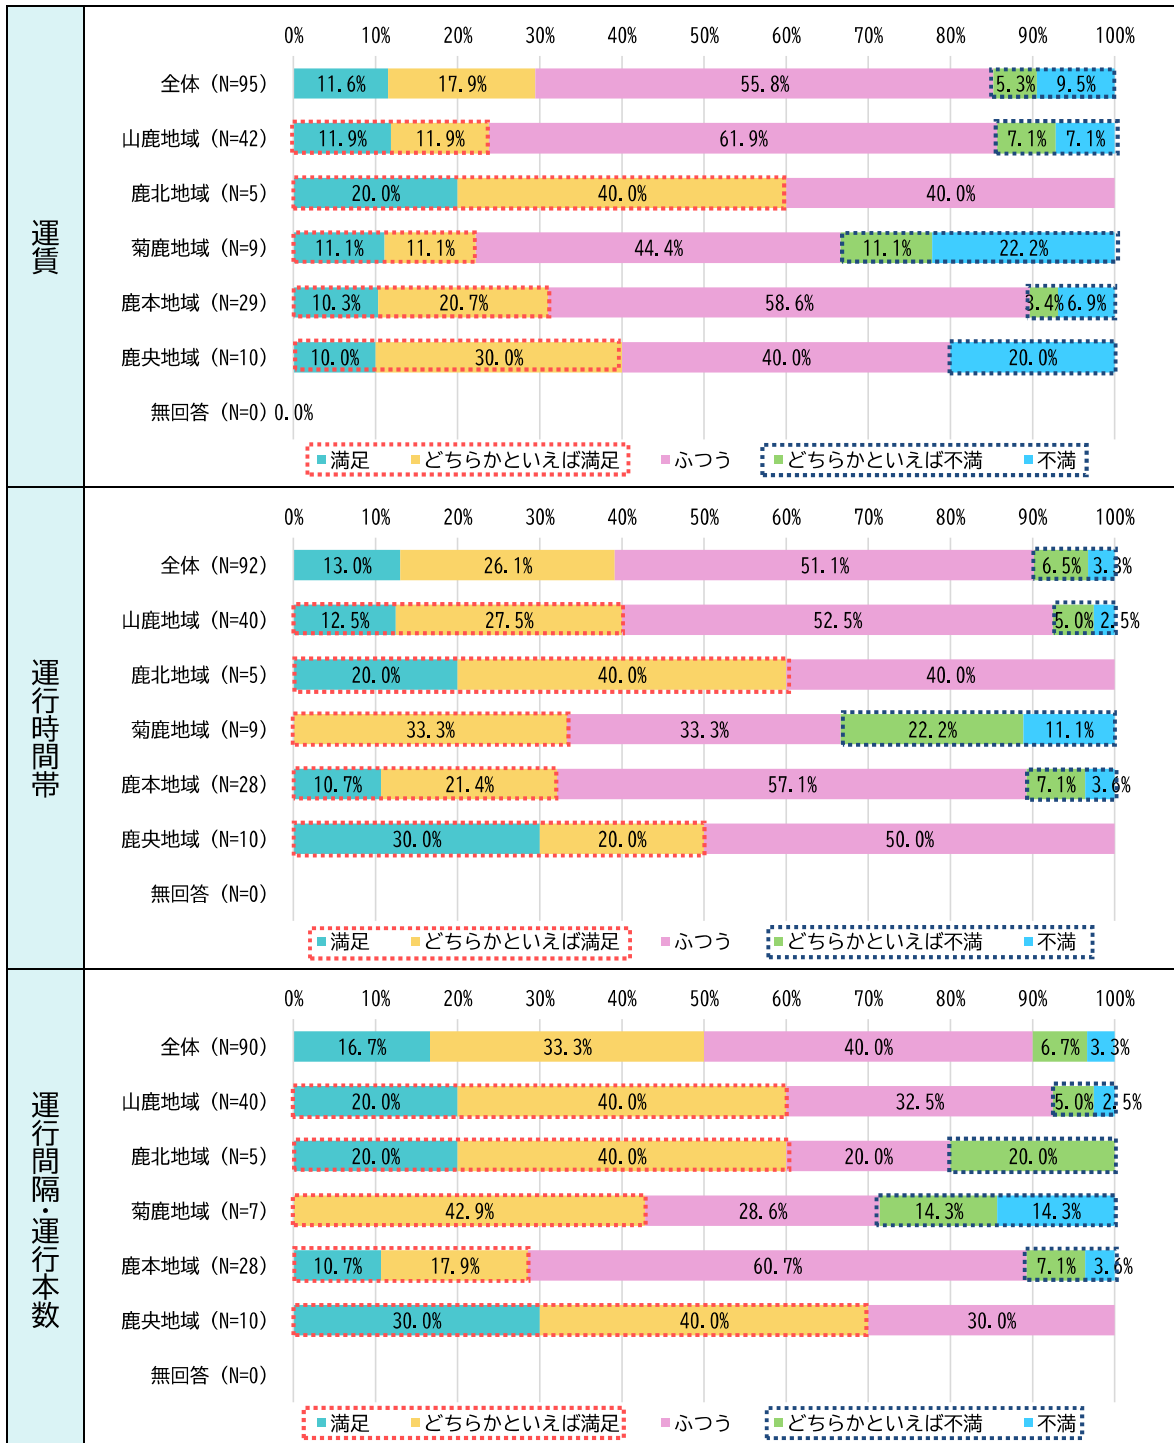 運賃
0% 10% 20% 30% 40% 50% 60% 70% 80% 90% 100%
全体 (N=95) 11.6% 17.9% 55.8% 5.3% 9.5%
山鹿地域 (N=42) 11.9% 11.9% 61.9% 7.1% 7.1%
鹿北地域 (N=5) 20.0% 40.0% 40.0%
菊鹿地域 (N=9) 11.1% 11.1% 44.4% 11.1% 22.2%
鹿本地域 (N=29) 10.3% 20.7% 58.6% 3.4% 6.9%
鹿央地域 (N=10) 10.0% 30.0% 40.0% 20.0%
無回答 (N=0) 0.0%
満足 どちらかといえば満足 ふつう どちらかといえば不満 不満
運行時間帯
0% 10% 20% 30% 40% 50% 60% 70% 80% 90% 100%
全体 (N=92) 13.0% 26.1% 51.1% 6.5% 3.3%
山鹿地域 (N=40) 12.5% 27.5% 52.5% 5.0% 2.5%
鹿北地域 (N=5) 20.0% 40.0% 40.0%
菊鹿地域 (N=9) 33.3% 33.3% 22.2% 11.1%
鹿本地域 (N=28) 10.7% 21.4% 57.1% 7.1% 3.6%
鹿央地域 (N=10) 30.0% 20.0% 50.0%
無回答 (N=0)
満足 どちらかといえば満足 ふつう どちらかといえば不満 不満
運行間隔・運行本数
0% 10% 20% 30% 40% 50% 60% 70% 80% 90% 100%
全体 (N=90) 16.7% 33.3% 40.0% 6.7% 3.3%
山鹿地域 (N=40) 20.0% 40.0% 32.5% 5.0% 2.5%
鹿北地域 (N=5) 20.0% 40.0% 20.0% 20.0%
菊鹿地域 (N=7) 42.9% 28.6% 14.3% 14.3%
鹿本地域 (N=28) 10.7% 17.9% 60.7% 7.1% 3.6%
鹿央地域 (N=10) 30.0% 40.0% 30.0%
無回答 (N=0)
満足 どちらかといえば満足 ふつう どちらかといえば不満 不満